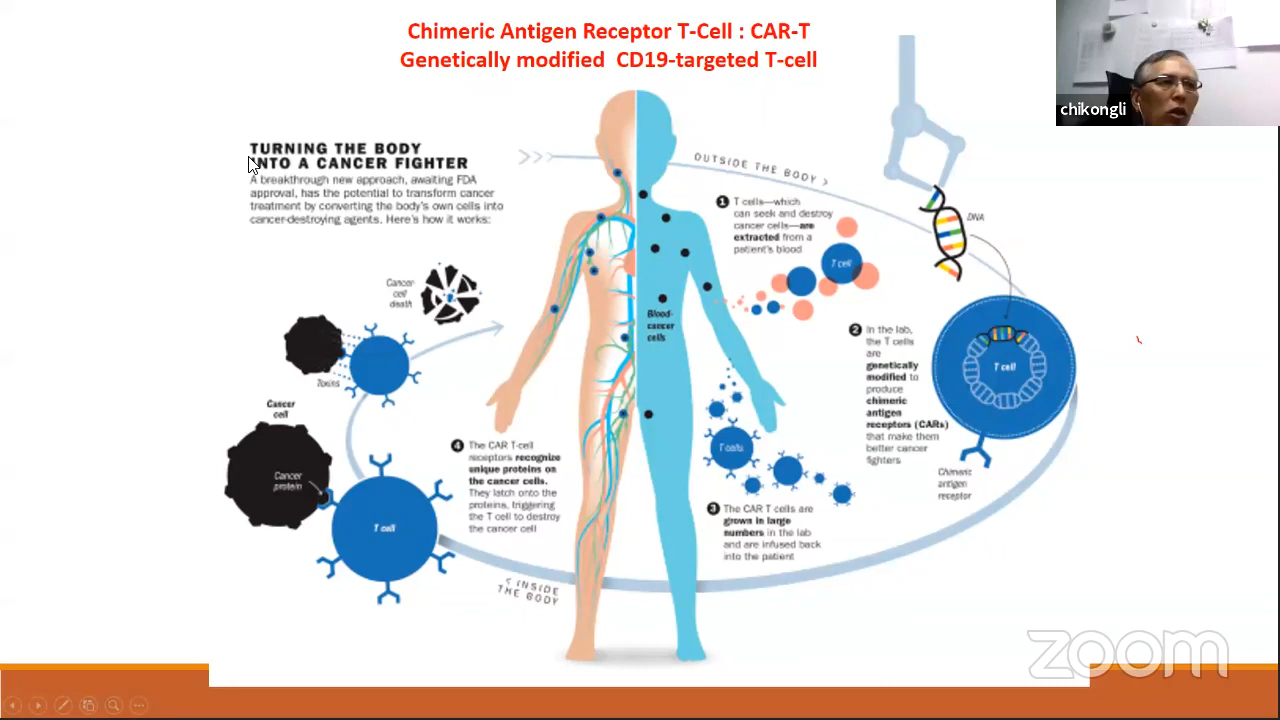 Chimeric Antigen Receptor T-Cell : CAR-T
Genetically modified CD19-targeted T-cell
chikongli
TURNING THE BODY
INTO A CANCER FIGHTER
A breakthrough new approach, awaiting FDA
approval, has the potential to transform cancer
treatment by converting the body's own cells into
cancer-destroying agents. Here's how it works:
OUTSIDE THE BODY
1 T cells—which
can seek and destroy
cancer cells—are
extracted from a
patient's blood
T cell
DNA
Blood-
cancer
cells
2 In the lab,
the T cells
are
genetically
modified to
produce
chimeric
antigen
receptors (CARs)
that make them
better cancer
fighters
T cell
Chimeric
antigen
receptor
T-cells
3 The CAR T cells are
grown in large
numbers in the lab
and are infused back
into the patient
INSIDE
THE BODY
4 The CAR T-cell
receptors recognize
unique proteins on
the cancer cells.
They latch onto the
proteins, triggering
the T cell to destroy
the cancer cell
T cell
Cancer
protein
Cancer
cell
Toxins
Cancer
cell
death
zoom